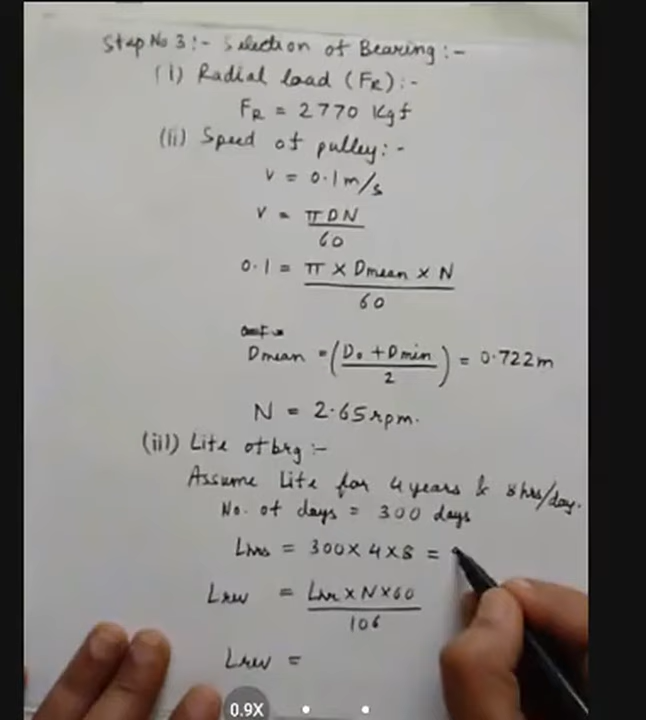 Step No 3:- Selection of Bearing:-
(i) Radial load (FR):-
FR = 2770 Kgf
(ii) Speed of pulley:-
v = 0.1 m/s
v = πDN
60
0.1 = π × Dmean × N
60
Dmean = (Do + Dmin
2) = 0.722m
N = 2.65 rpm.
(iii) Life of brg:-
Assume Life for 4 years & 8 hrs/day.
No. of days = 300 days
Lhrs = 300 × 4 × 8 =
Lrev = Lhr × N × 60
106
Lrev =
0.9X